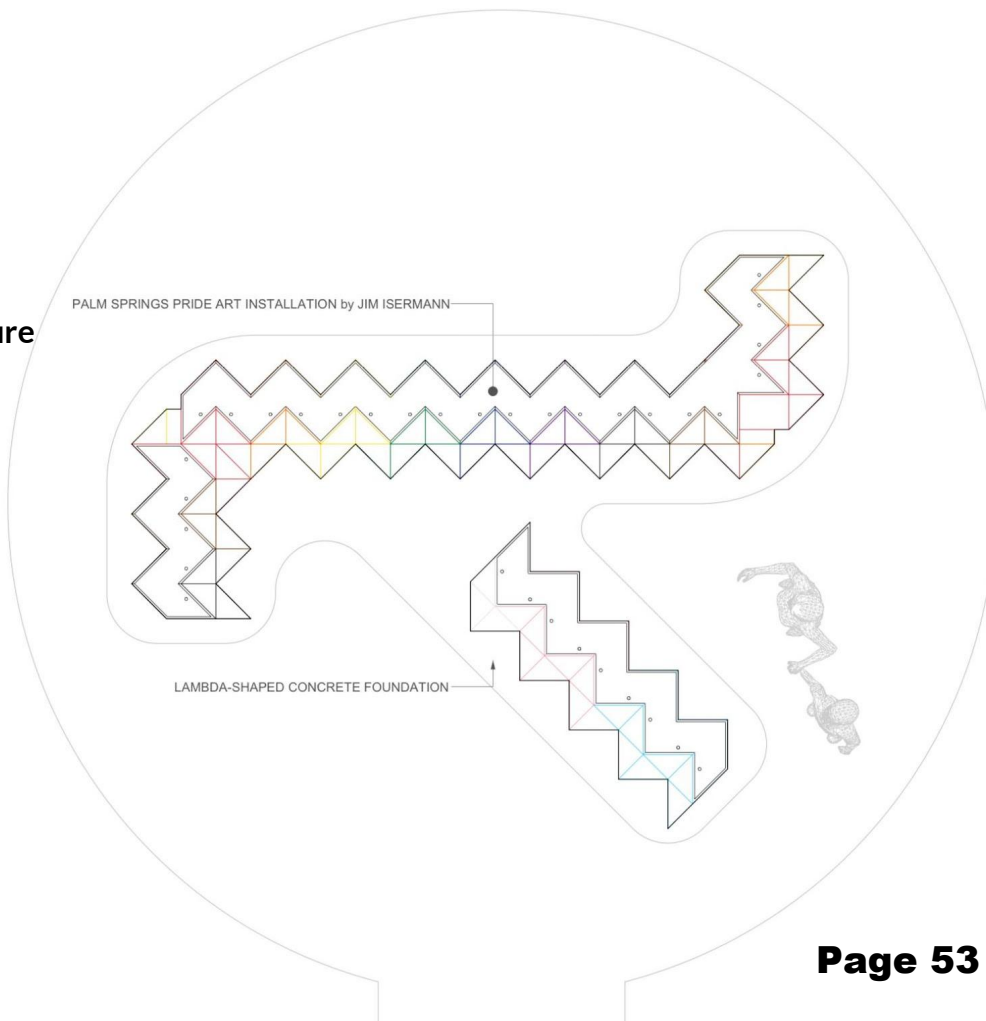 PALM SPRINGS PRIDE ART INSTALLATION by JIM ISERMANN
ure
LAMBDA-SHAPED CONCRETE FOUNDATION
Page 53